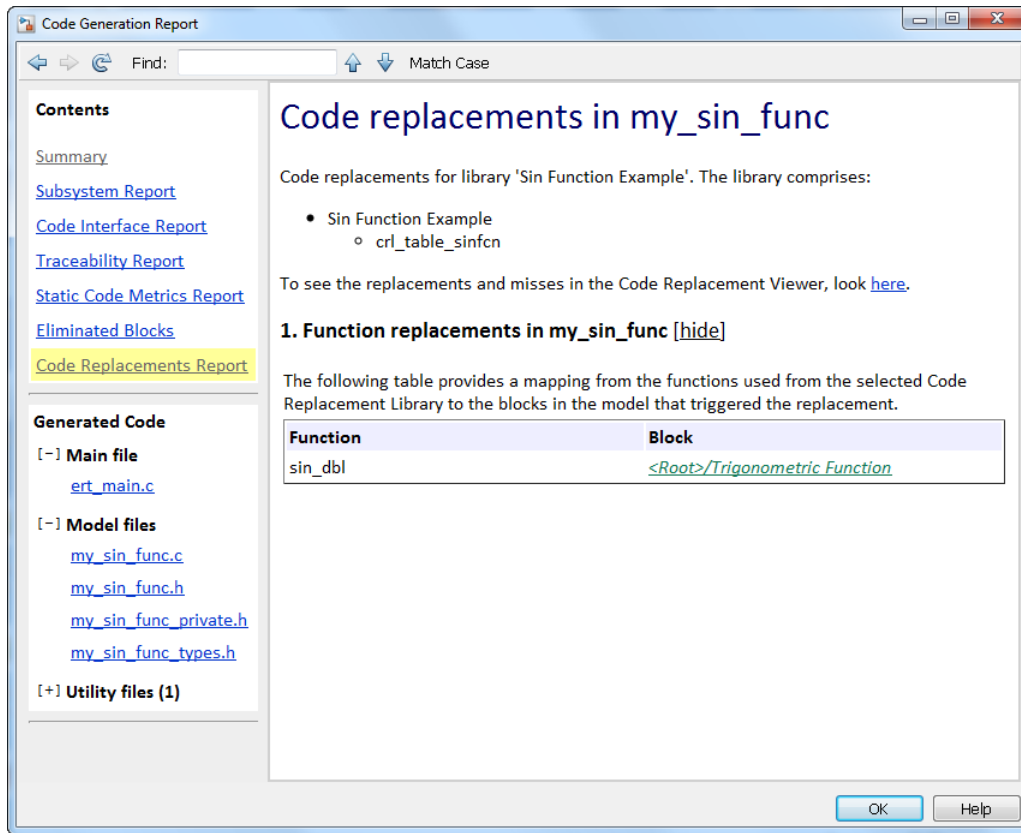 Code Generation Report
Find:
Match Case
Contents
Summary
Subsystem Report
Code Interface Report
Traceability Report
Static Code Metrics Report
Eliminated Blocks
Code Replacements Report
Generated Code
[-] Main file
ert_main.c
[-] Model files
my_sin_func.c
my_sin_func.h
my_sin_func_private.h
my_sin_func_types.h
[+] Utility files (1)
Code replacements in my_sin_func
Code replacements for library 'Sin Function Example'. The library comprises:
• Sin Function Example
○ crl_table_sinfcn
To see the replacements and misses in the Code Replacement Viewer, look here.
1. Function replacements in my_sin_func [hide]
The following table provides a mapping from the functions used from the selected Code
Replacement Library to the blocks in the model that triggered the replacement.
Function Block
sin_dbl <Root>/Trigonometric Function
OK Help